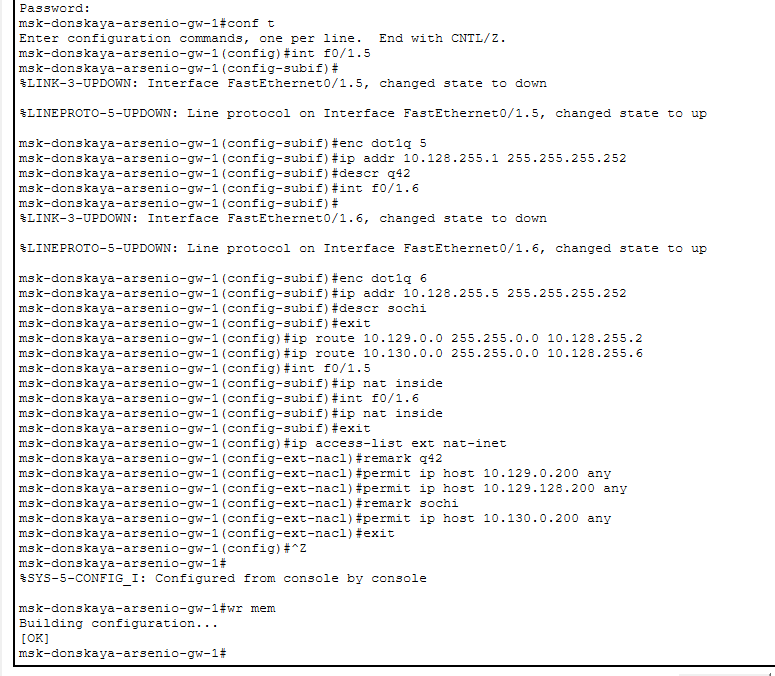 Password:
msk-donskaya-arsenio-gw-1#conf t
Enter configuration commands, one per line.  End with CNTL/Z.
msk-donskaya-arsenio-gw-1(config)#int f0/1.5
msk-donskaya-arsenio-gw-1(config-subif)#
%LINK-3-UPDOWN: Interface FastEthernet0/1.5, changed state to down
%LINEPROTO-5-UPDOWN: Line protocol on Interface FastEthernet0/1.5, changed state to up
msk-donskaya-arsenio-gw-1(config-subif)#enc dot1q 5
msk-donskaya-arsenio-gw-1(config-subif)#ip addr 10.128.255.1 255.255.255.252
msk-donskaya-arsenio-gw-1(config-subif)#descr q42
msk-donskaya-arsenio-gw-1(config-subif)#int f0/1.6
msk-donskaya-arsenio-gw-1(config-subif)#
%LINK-3-UPDOWN: Interface FastEthernet0/1.6, changed state to down
%LINEPROTO-5-UPDOWN: Line protocol on Interface FastEthernet0/1.6, changed state to up
msk-donskaya-arsenio-gw-1(config-subif)#enc dot1q 6
msk-donskaya-arsenio-gw-1(config-subif)#ip addr 10.128.255.5 255.255.255.252
msk-donskaya-arsenio-gw-1(config-subif)#descr sochi
msk-donskaya-arsenio-gw-1(config-subif)#exit
msk-donskaya-arsenio-gw-1(config)#ip route 10.129.0.0 255.255.0.0 10.128.255.2
msk-donskaya-arsenio-gw-1(config)#ip route 10.130.0.0 255.255.0.0 10.128.255.6
msk-donskaya-arsenio-gw-1(config)#int f0/1.5
msk-donskaya-arsenio-gw-1(config-subif)#ip nat inside
msk-donskaya-arsenio-gw-1(config-subif)#int f0/1.6
msk-donskaya-arsenio-gw-1(config-subif)#ip nat inside
msk-donskaya-arsenio-gw-1(config-subif)#exit
msk-donskaya-arsenio-gw-1(config)#ip access-list ext nat-inet
msk-donskaya-arsenio-gw-1(config-ext-nacl)#remark q42
msk-donskaya-arsenio-gw-1(config-ext-nacl)#permit ip host 10.129.0.200 any
msk-donskaya-arsenio-gw-1(config-ext-nacl)#permit ip host 10.129.128.200 any
msk-donskaya-arsenio-gw-1(config-ext-nacl)#remark sochi
msk-donskaya-arsenio-gw-1(config-ext-nacl)#permit ip host 10.130.0.200 any
msk-donskaya-arsenio-gw-1(config-ext-nacl)#exit
msk-donskaya-arsenio-gw-1(config)#^Z
msk-donskaya-arsenio-gw-1#
%SYS-5-CONFIG_I: Configured from console by console
msk-donskaya-arsenio-gw-1#wr mem
Building configuration...
[OK]
msk-donskaya-arsenio-gw-1#